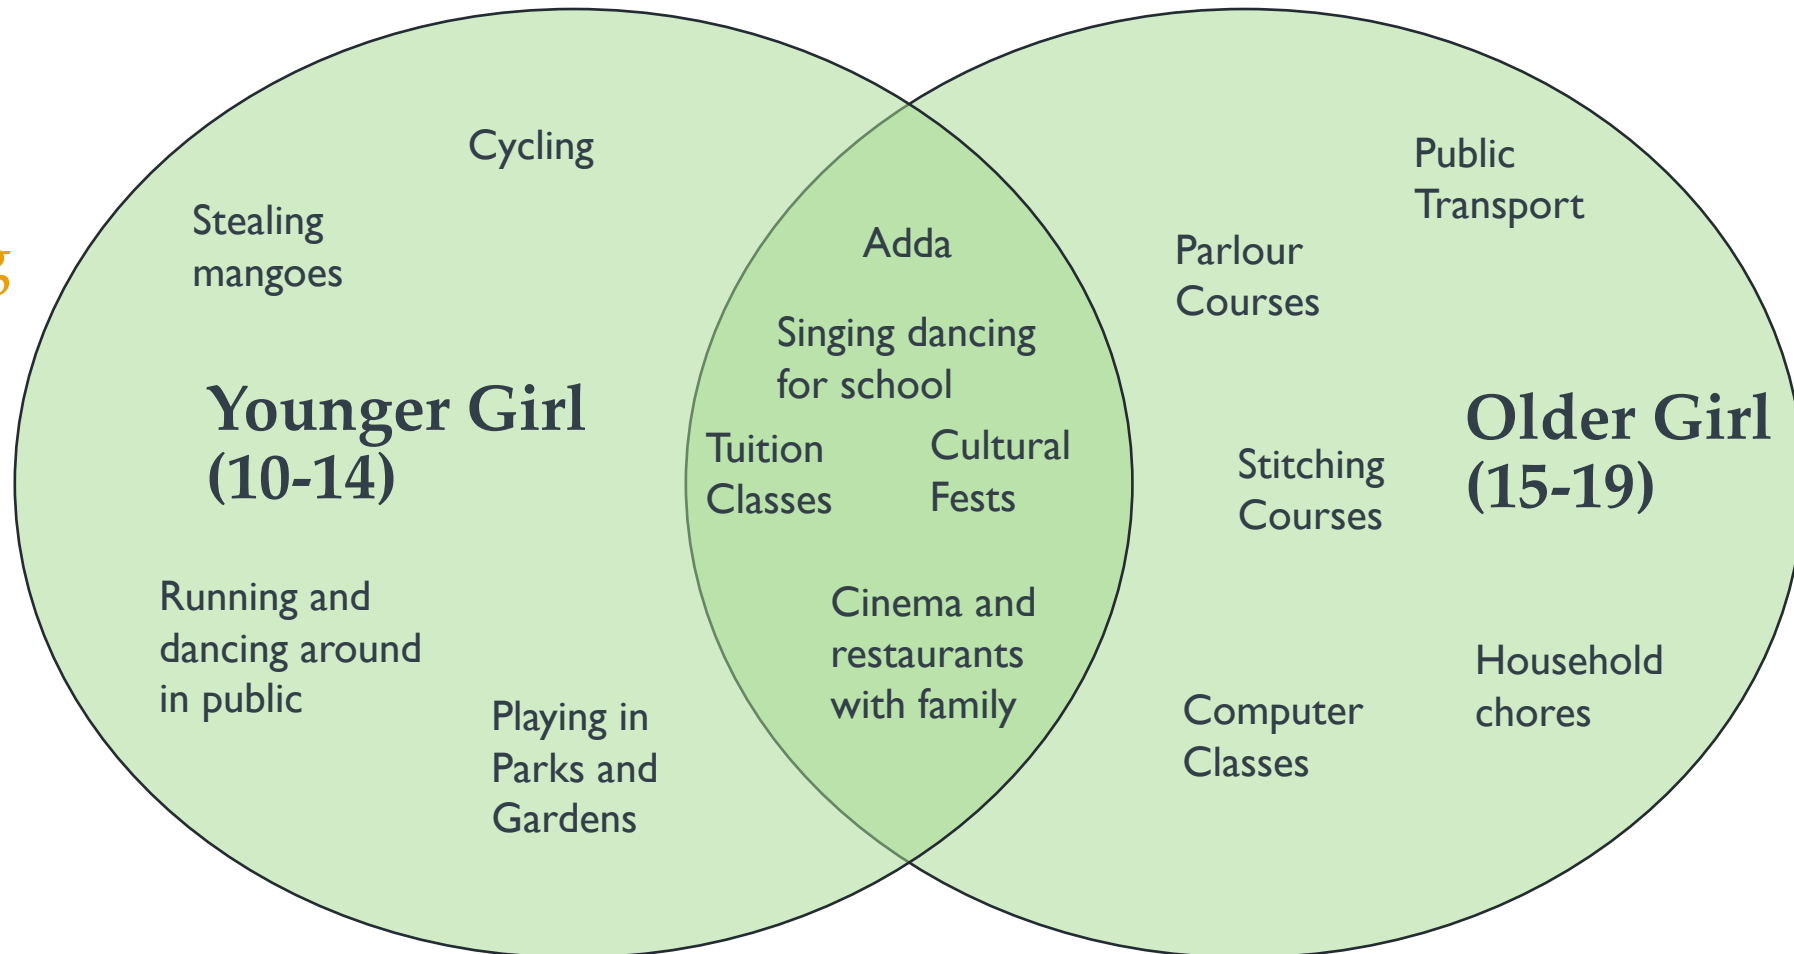 g
Cycling
Stealing
mangoes
Younger Girl
(10-14)
Running and
dancing around
in public
Playing in
Parks and
Gardens
Adda
Singing dancing
for school
Tuition
Classes
Cultural
Fests
Cinema and
restaurants
with family
Public
Transport
Parlour
Courses
Older Girl
(15-19)
Stitching
Courses
Household
chores
Computer
Classes